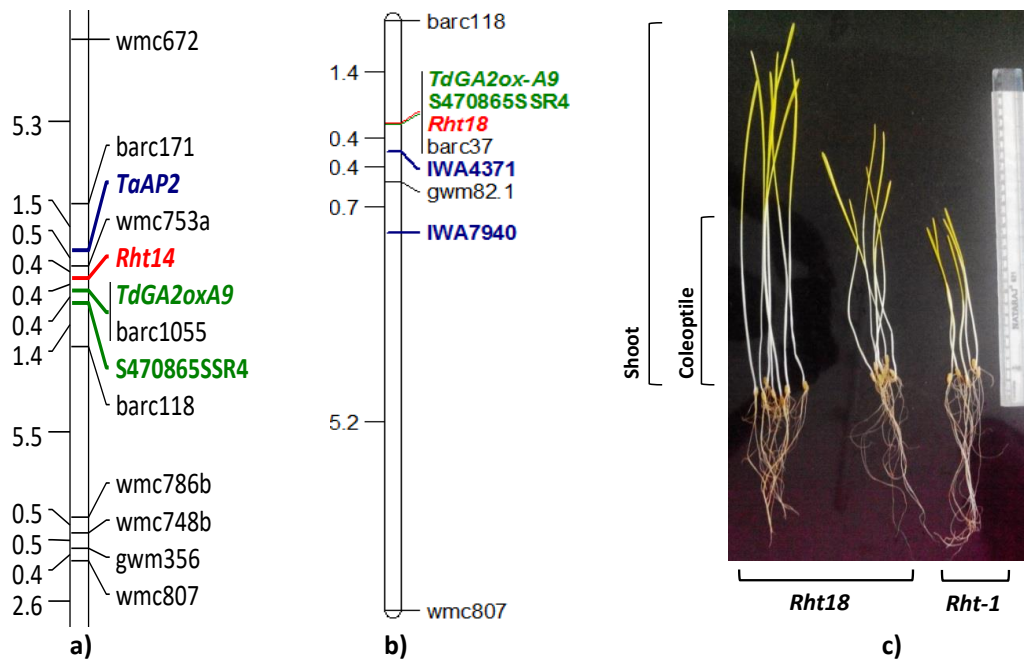 wmc672
5.3
barc171
TaAP2
1.5
wmc753a
0.5
0.4
Rht14
0.4
TdGA2oxA9
0.4
barc1055
1.4
S470865SSR4
barc118
5.5
wmc786b
0.5
wmc748b
0.5
gwm356
0.4
wmc807
2.6
a)
barc118
1.4
TdGA2ox-A9
S470865SSR4
Rht18
0.4
barc37
0.4
IWA4371
gwm82.1
0.7
IWA7940
5.2
wmc807
b)
Shoot
Coleoptile
NATARAJ
Rht18
Rht-1
c)